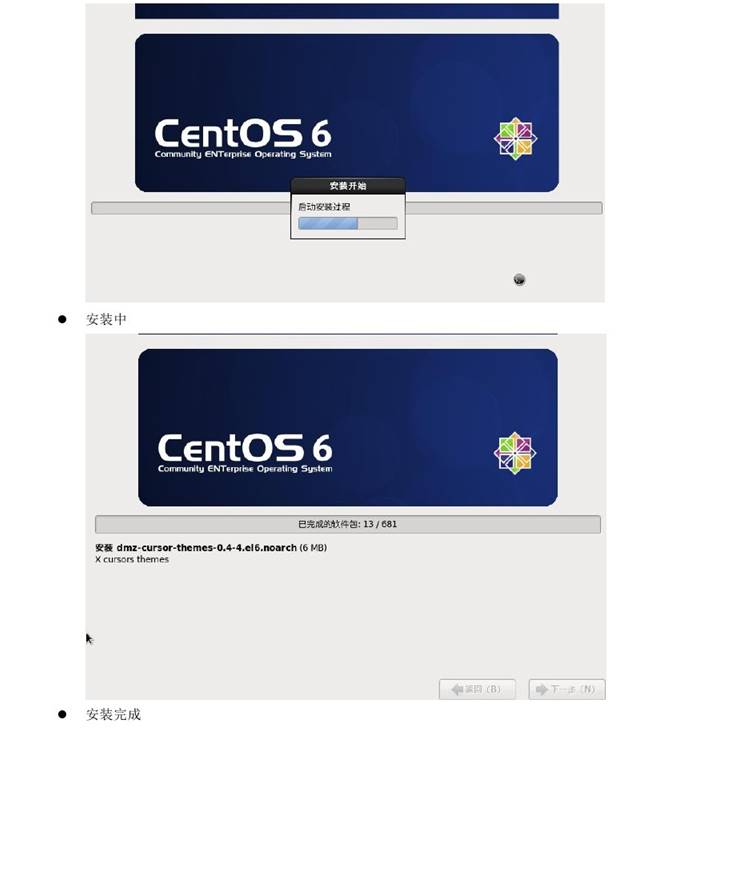 CentOS 6
Community ENTerprise Operating System
安装开始
启动安装过程
安装中
CentOS 6
Community ENTerprise Operating System
已完成的软件包: 13 / 681
安装 dmz-cursor-themes-0.4-4.el6.noarch (6 MB)
X cursors themes
返回（B） 下一步（N）
安装完成